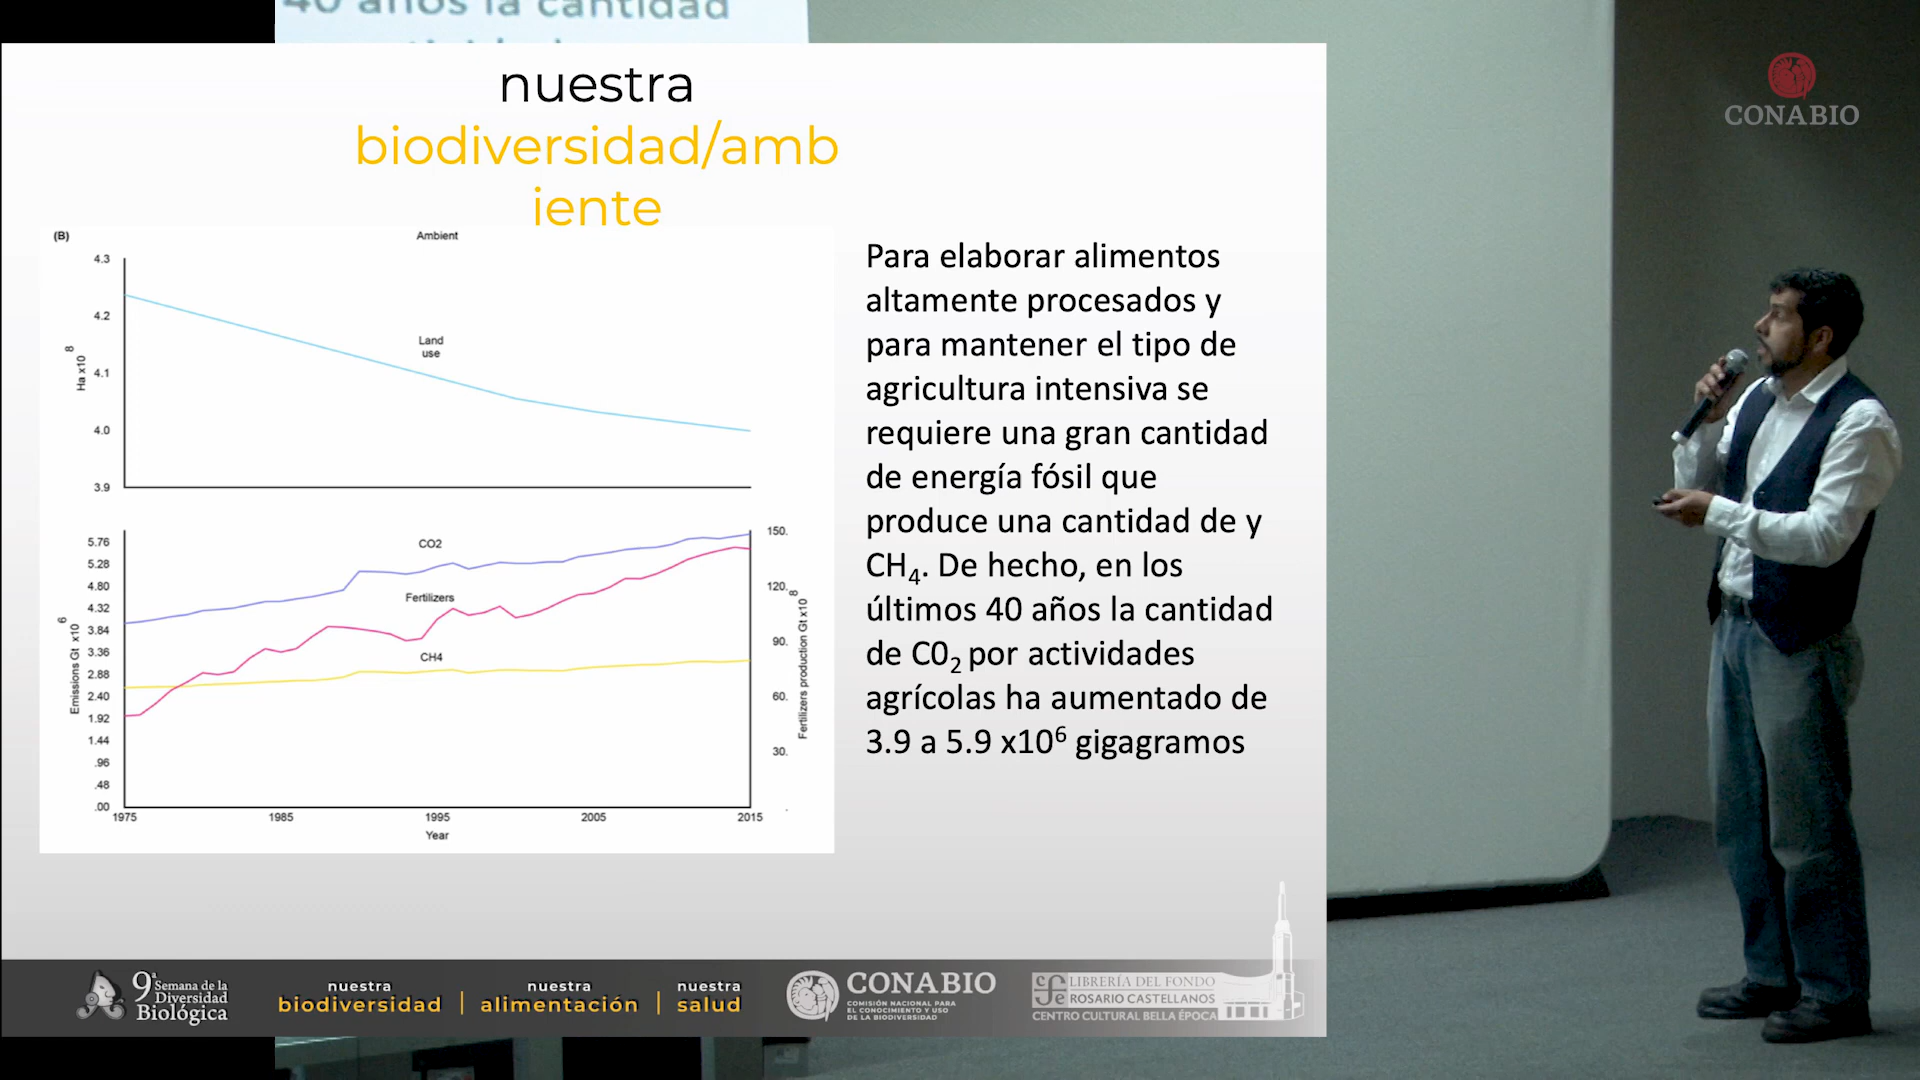 40 años la cantidad
nuestra
biodiversidad/amb
iente
(B)
Ambient
4.3
4.2
4.1
4.0
3.9
Ha x10
8
Land
use
5.76
5.28
4.80
4.32
3.84
3.36
2.88
2.40
1.92
1.44
.96
.48
.00
Emissions Gt x10
6
CO2
Fertilizers
CH4
150.
120.
90.
60.
30.
Fertilizers production Gt x10
8
1975
1985
1995
2005
2015
Year
Para elaborar alimentos
altamente procesados y
para mantener el tipo de
agricultura intensiva se
requiere una gran cantidad
de energía fósil que
produce una cantidad de y
CH₄. De hecho, en los
últimos 40 años la cantidad
de C0₂ por actividades
agrícolas ha aumentado de
3.9 a 5.9 x10⁶ gigagramos
9ª Semana de la
Diversidad
Biológica
nuestra
biodiversidad
nuestra
alimentación
nuestra
salud
CONABIO
COMISIÓN NACIONAL PARA
EL CONOCIMIENTO Y USO
DE LA BIODIVERSIDAD
cfe
LIBRERÍA DEL FONDO
ROSARIO CASTELLANOS
CENTRO CULTURAL BELLA ÉPOCA
CONABIO